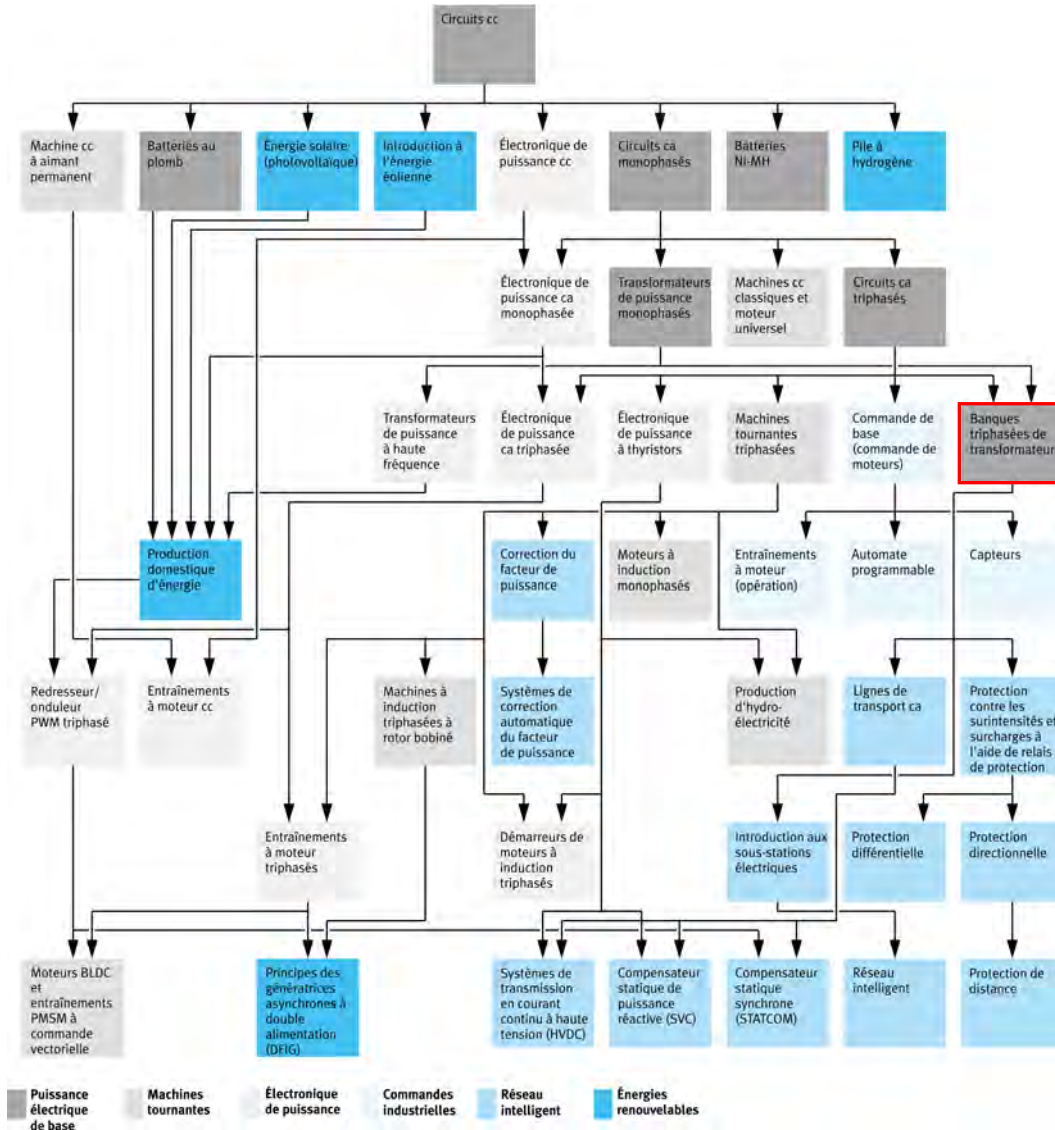 Circuits cc
Machine cc
à aimant
permanent
Batteries au
plomb
Énergie solaire
(photovoltaïque)
Introduction à
l'énergie
éolienne
Électronique de
puissance cc
Circuits ca
monophasés
Batteries
NI-MH
Pile à
hydrogène
Électronique de
puissance ca
monophasée
Transformateurs
de puissance
monophasés
Machines cc
classiques et
moteur
universel
Circuits ca
triphasés
Transformateurs
de puissance
à haute
fréquence
Électronique
de puissance
ca triphasée
Électronique
de puissance
à thyristors
Machines
tournantes
triphasées
Commande de
base
(commande de
moteurs)
Banques
triphasées de
transformateur
Production
domestique
d'énergie
Correction du
facteur de
puissance
Moteurs à
induction
monophasés
Entraînements
à moteur
(opération)
Automate
programmable
Capteurs
Redresseur/
onduleur
PWM triphasé
Entraînements
à moteur cc
Machines à
induction
triphasées à
rotor bobiné
Systèmes de
correction
automatique
du facteur
de puissance
Production
d'hydro-
électricité
Lignes de
transport ca
Protection
contre les
surintensités et
surcharges à
l'aide de relais
de protection
Entraînements
à moteur
triphasés
Démarreurs de
moteurs à
induction
triphasés
Introduction aux
sous-stations
électriques
Protection
différentielle
Protection
directionnelle
Moteurs BLDC
et
entraînements
PMSM à
commande
vectorielle
Principes des
génératrices
asynchrones à
double
alimentation
(DFIG)
Systèmes de
transmission
en courant
continu à haute
tension (HVDC)
Compensateur
statique de
puissance
réactive (SVC)
Compensateur
statique
synchrone
(STATCOM)
Réseau
intelligent
Protection de
distance
Puissance
électrique
de base
Machines
tournantes
Électronique
de puissance
Commandes
industrielles
Réseau
intelligent
Énergies
renouvelables